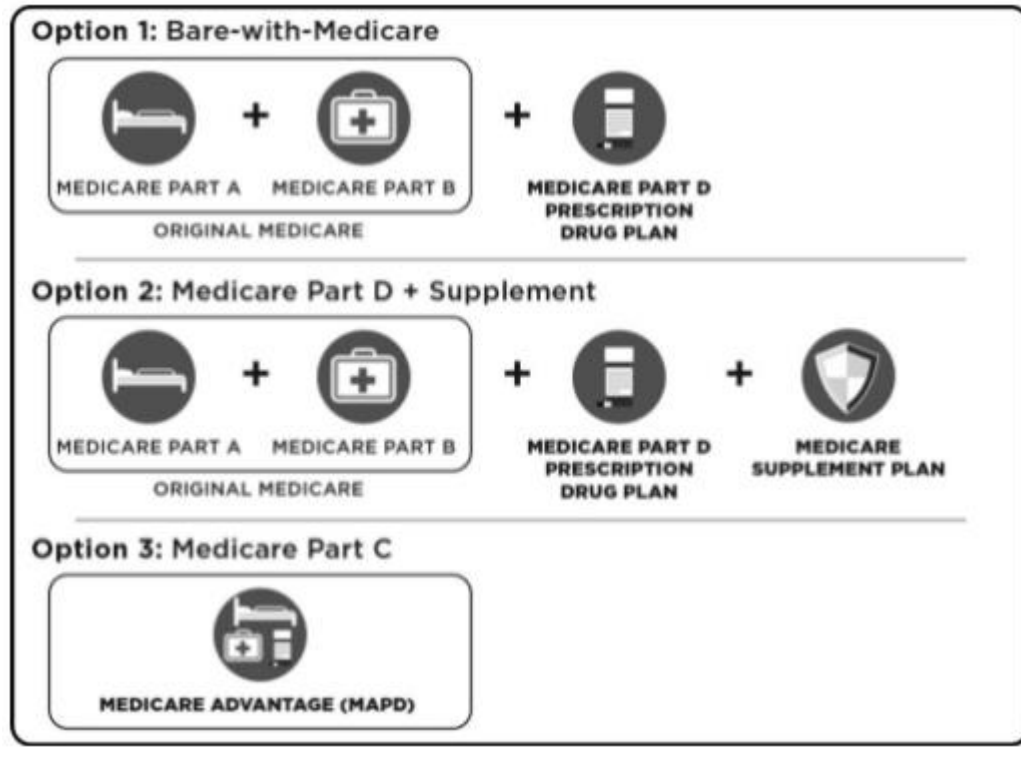 Option 1: Bare-with-Medicare
+ +
MEDICARE PART A MEDICARE PART B MEDICARE PART D
PRESCRIPTION
DRUG PLAN
ORIGINAL MEDICARE
Option 2: Medicare Part D + Supplement
+ + +
MEDICARE PART A MEDICARE PART B MEDICARE PART D
PRESCRIPTION
DRUG PLAN
MEDICARE
SUPPLEMENT PLAN
ORIGINAL MEDICARE
Option 3: Medicare Part C
MEDICARE ADVANTAGE (MAPD)